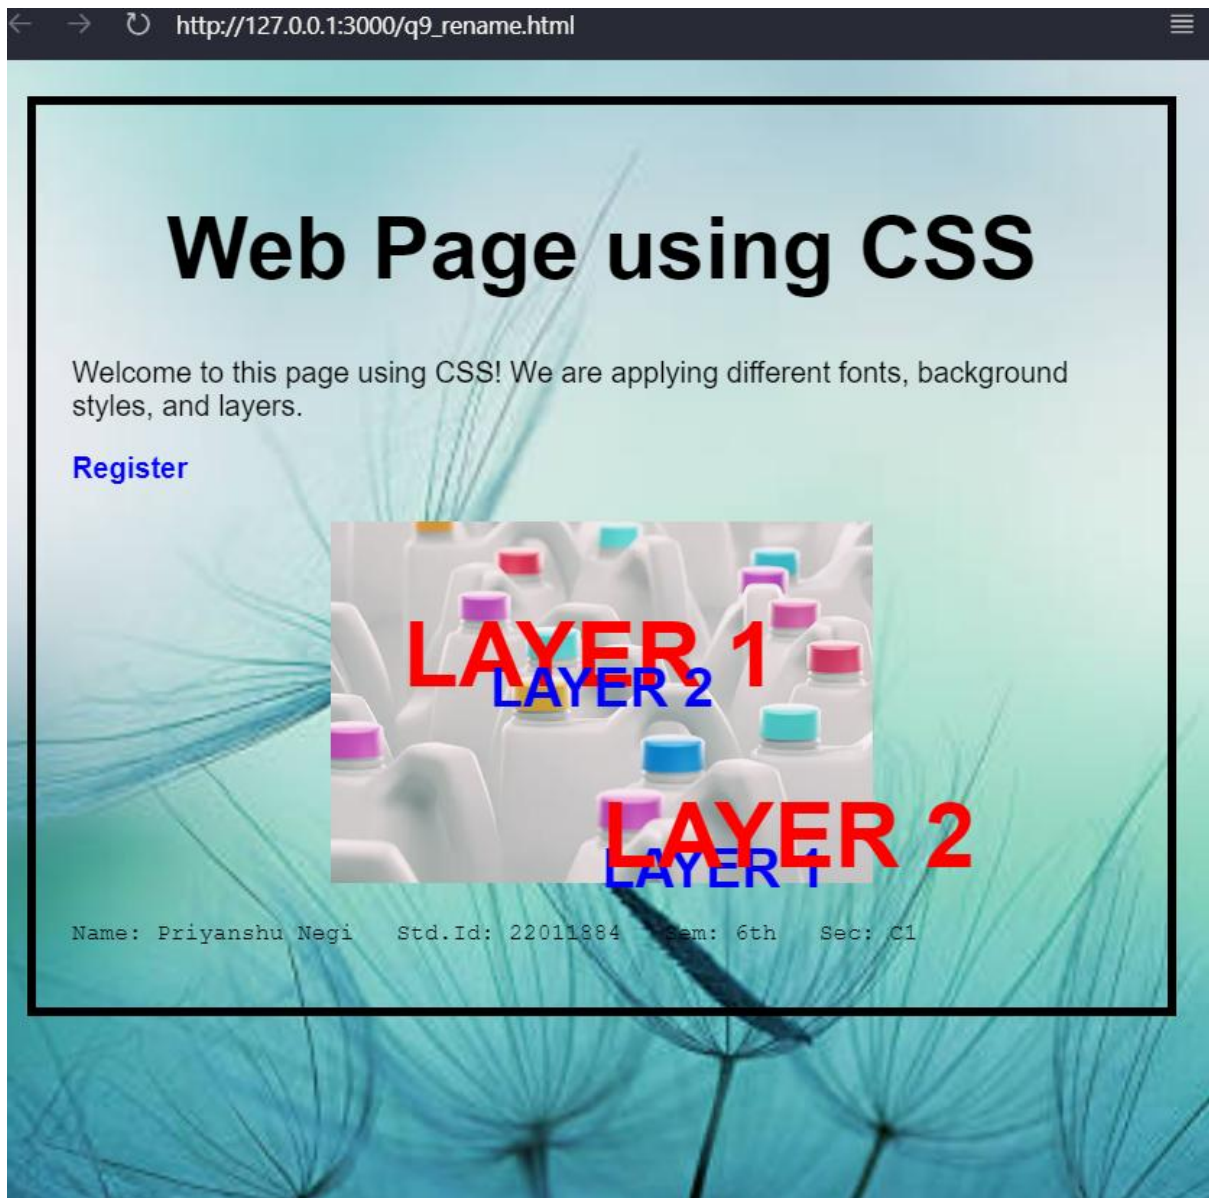 http://127.0.0.1:3000/q9_rename.html
Web Page using CSS
Welcome to this page using CSS! We are applying different fonts, background
styles, and layers.
Register
LAYER 1
LAYER 2
LAYER 2
LAYER 1
Name: Priyanshu Negi   Std.Id: 22011884   Sem: 6th   Sec: C1